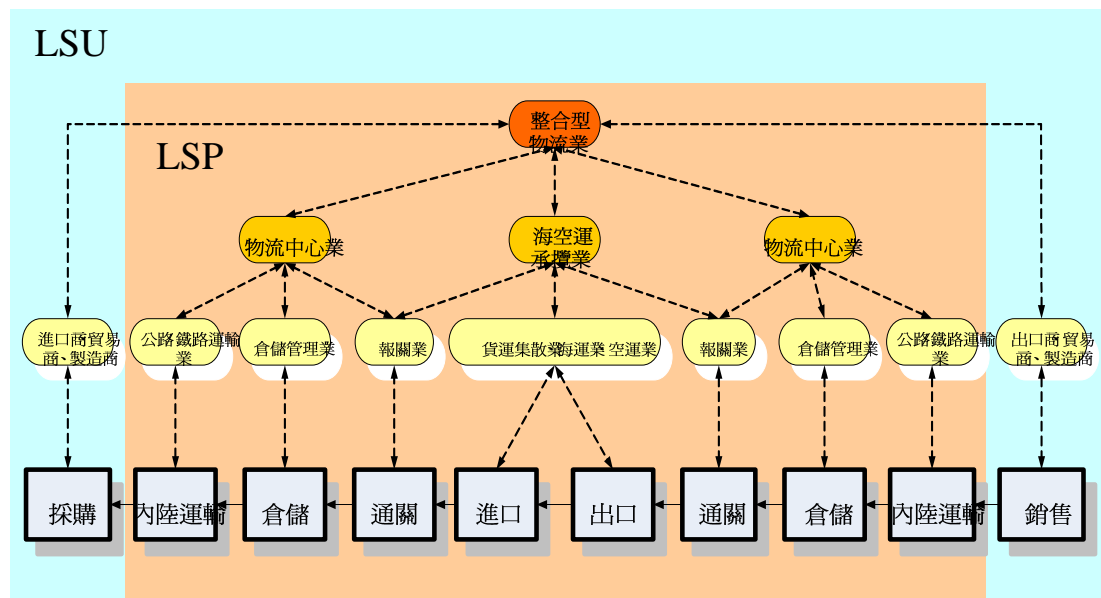 LSU
LSP
整合型
物流業
物流中心業
海空運
承攬業
物流中心業
進口商貿易
商、製造商
公路鐵路運輸
業
倉儲管理業
報關業
貨運集散業海運業、空運業
報關業
倉儲管理業
公路鐵路運輸
業
出口商貿易
商、製造商
採購
內陸運輸
倉儲
通關
進口
出口
通關
倉儲
內陸運輸
銷售